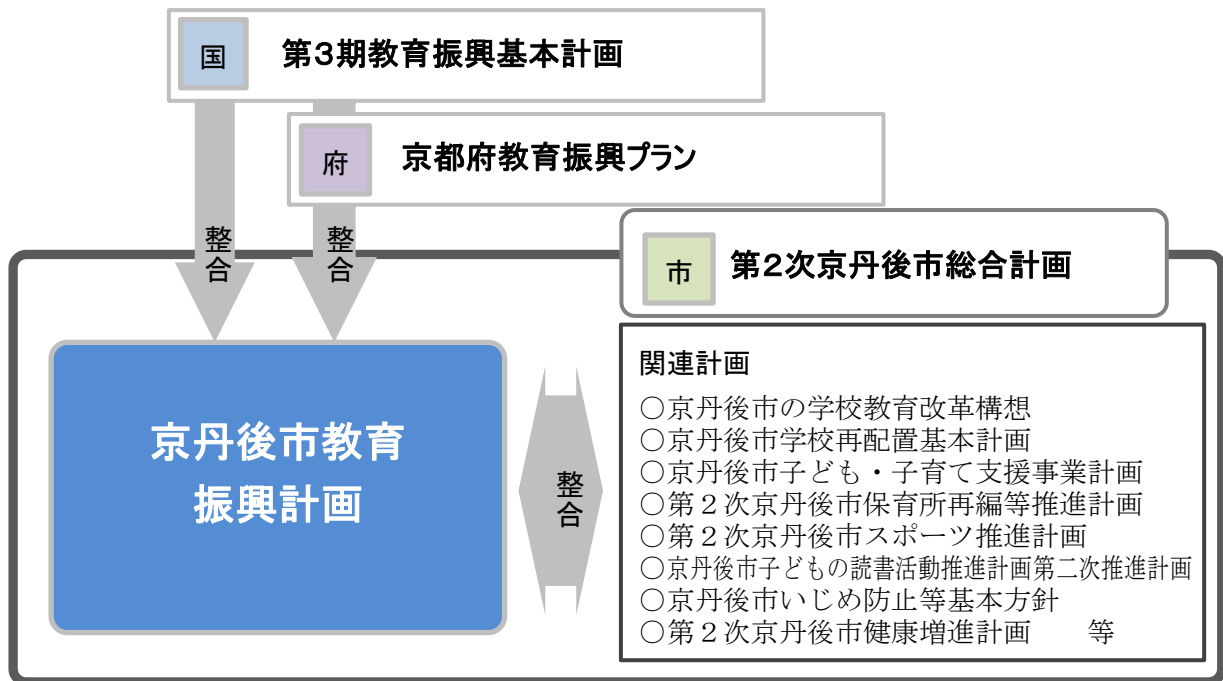 国
第3期教育振興基本計画
府
京都府教育振興プラン
整合
整合
市
第2次京丹後市総合計画
京丹後市教育
振興計画
整合
関連計画
○京丹後市の学校教育改革構想
○京丹後市学校再配置基本計画
○京丹後市子ども・子育て支援事業計画
○第２次京丹後市保育所再編等推進計画
○第２次京丹後市スポーツ推進計画
○京丹後市子どもの読書活動推進計画第二次推進計画
○京丹後市いじめ防止等基本方針
○第２次京丹後市健康増進計画　　等